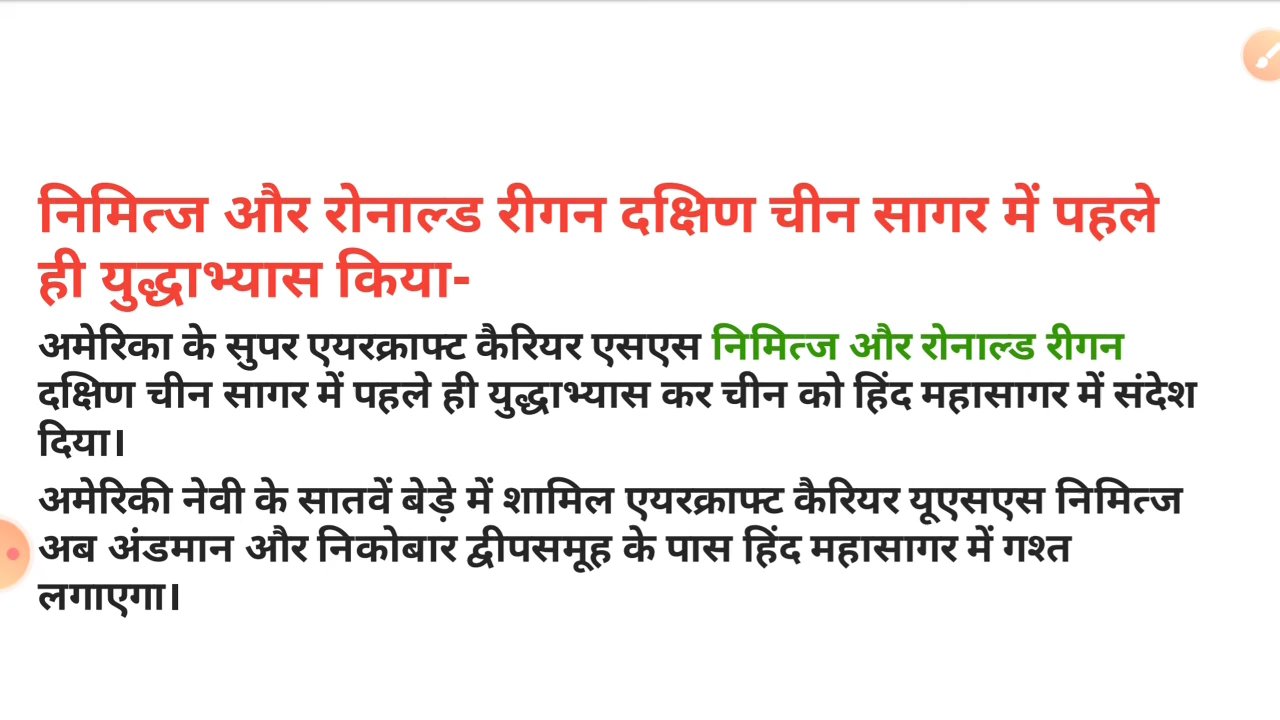 निमित्ज और रोनाल्ड रीगन दक्षिण चीन सागर में पहले
ही युद्धाभ्यास किया-
अमेरिका के सुपर एयरक्राफ्ट कैरियर एसएस निमित्ज और रोनाल्ड रीगन
दक्षिण चीन सागर में पहले ही युद्धाभ्यास कर चीन को हिंद महासागर में संदेश
दिया।
अमेरिकी नेवी के सातवें बेड़े में शामिल एयरक्राफ्ट कैरियर यूएसएस निमित्ज
अब अंडमान और निकोबार द्वीपसमूह के पास हिंद महासागर में गश्त
लगाएगा।